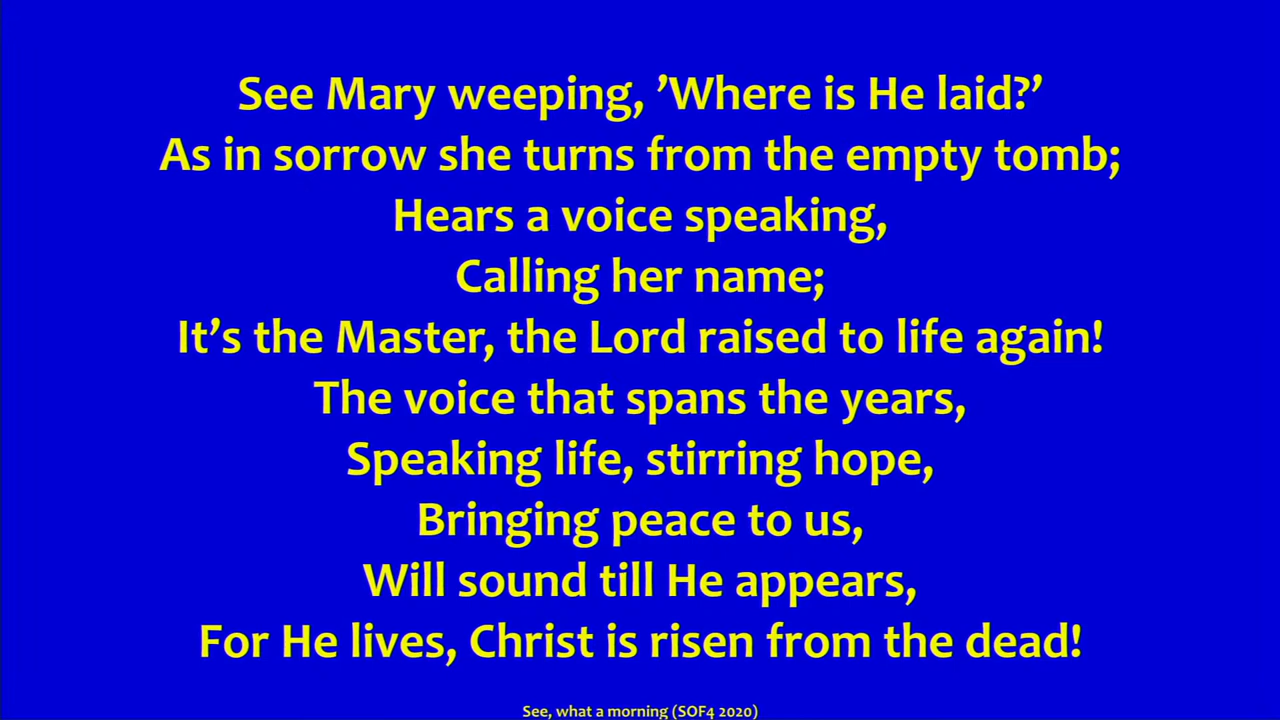 See Mary weeping, ’Where is He laid?’
As in sorrow she turns from the empty tomb;
Hears a voice speaking,
Calling her name;
It’s the Master, the Lord raised to life again!
The voice that spans the years,
Speaking life, stirring hope,
Bringing peace to us,
Will sound till He appears,
For He lives, Christ is risen from the dead!
See, what a morning (SOF4 2020)